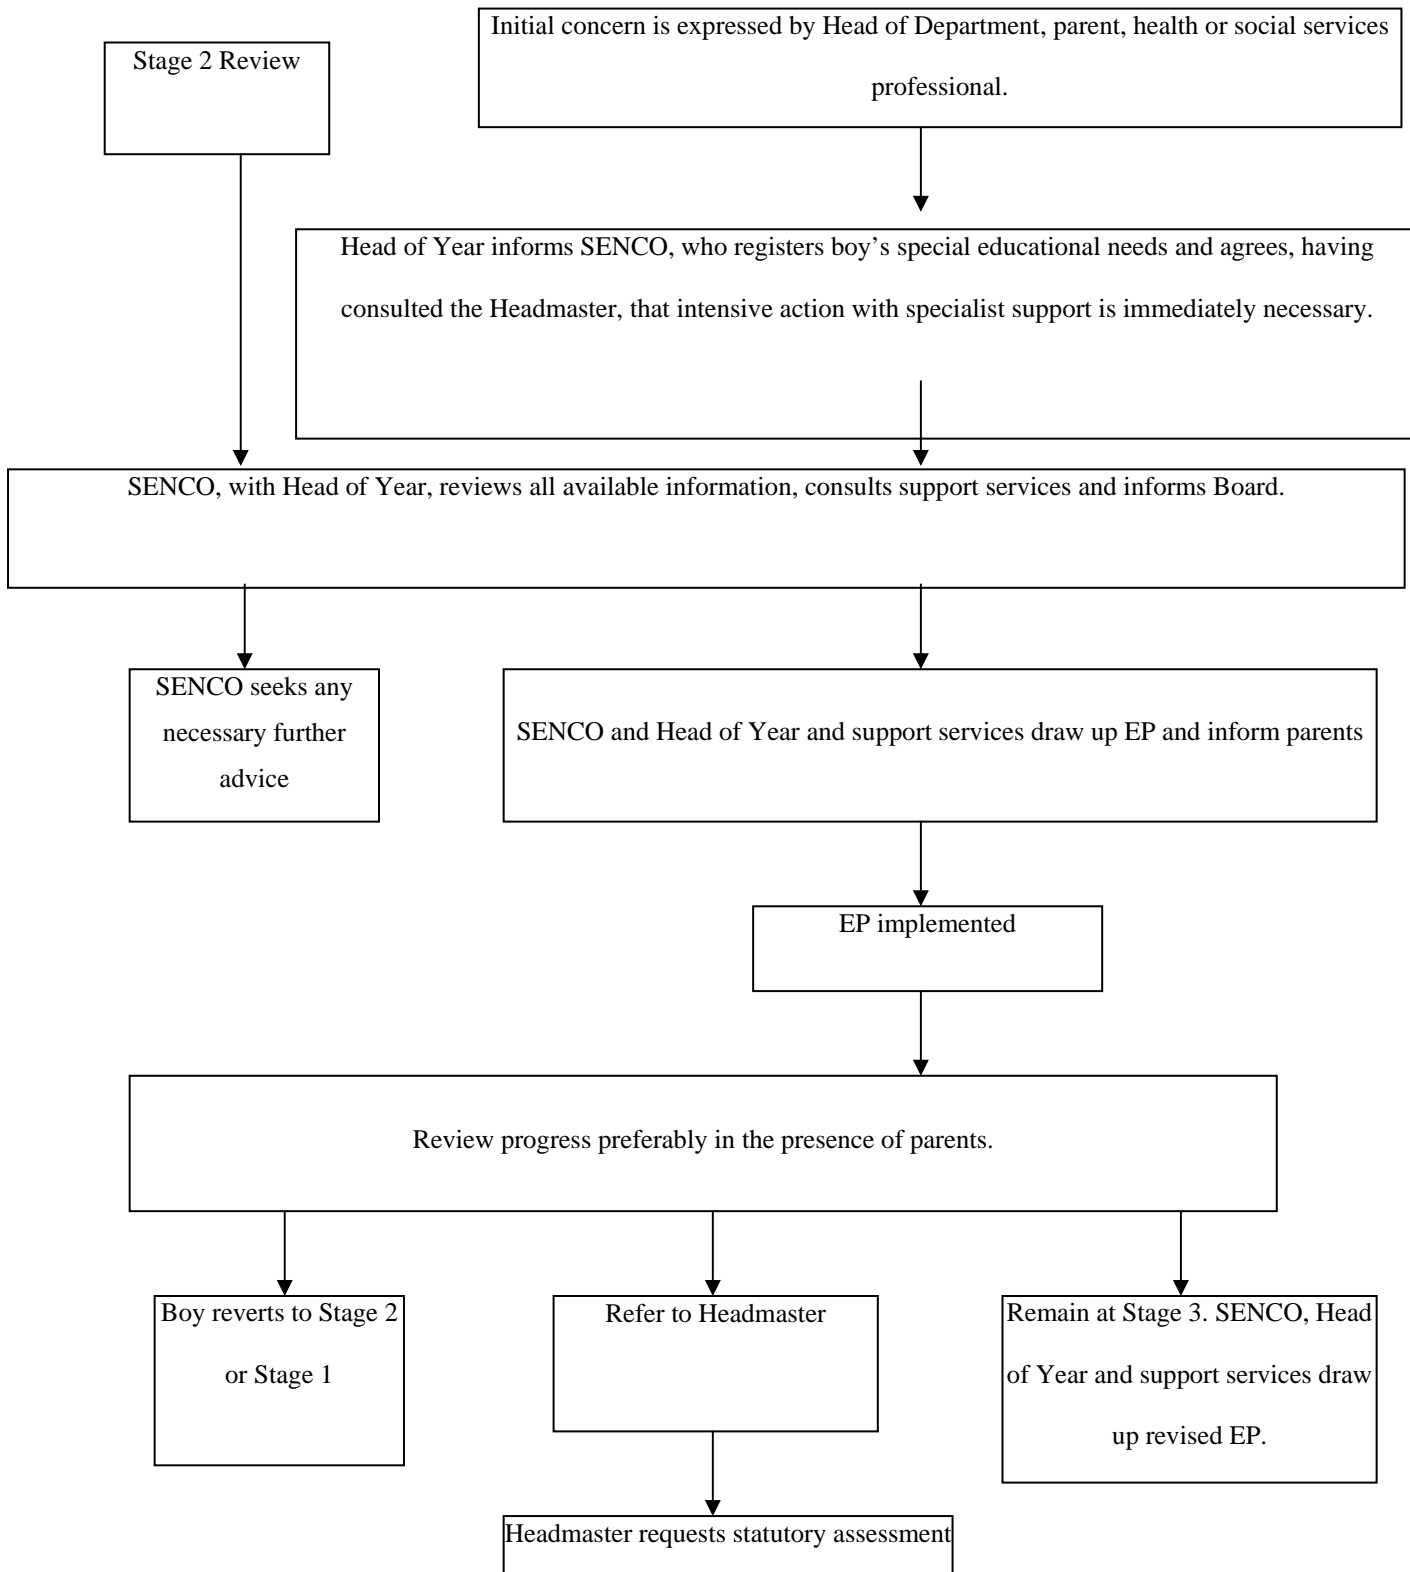 Stage 2 Review
Initial concern is expressed by Head of Department, parent, health or social services
professional.
Head of Year informs SENCO, who registers boy’s special educational needs and agrees, having
consulted the Headmaster, that intensive action with specialist support is immediately necessary.
SENCO, with Head of Year, reviews all available information, consults support services and informs Board.
SENCO seeks any
necessary further
advice
SENCO and Head of Year and support services draw up EP and inform parents
EP implemented
Review progress preferably in the presence of parents.
Boy reverts to Stage 2
or Stage 1
Refer to Headmaster
Remain at Stage 3. SENCO, Head
of Year and support services draw
up revised EP.
Headmaster requests statutory assessment